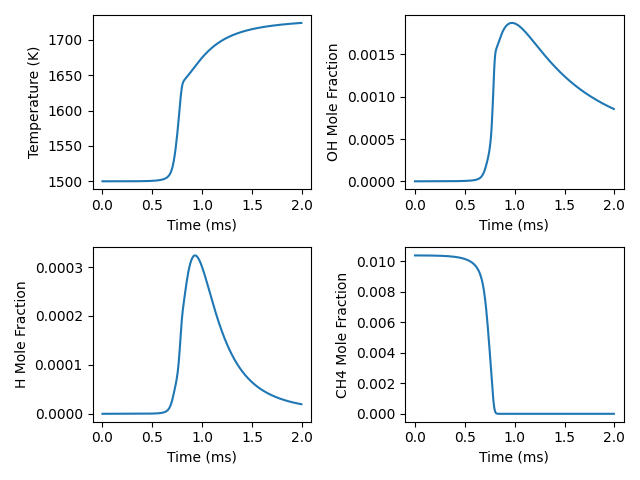 Temperature (K)
1700
1650
1600
1550
1500
0.0 0.5 1.0 1.5 2.0
Time (ms)
OH Mole Fraction
0.0015
0.0010
0.0005
0.0000
0.0 0.5 1.0 1.5 2.0
Time (ms)
H Mole Fraction
0.0003
0.0002
0.0001
0.0000
0.0 0.5 1.0 1.5 2.0
Time (ms)
CH4 Mole Fraction
0.010
0.008
0.006
0.004
0.002
0.000
0.0 0.5 1.0 1.5 2.0
Time (ms)